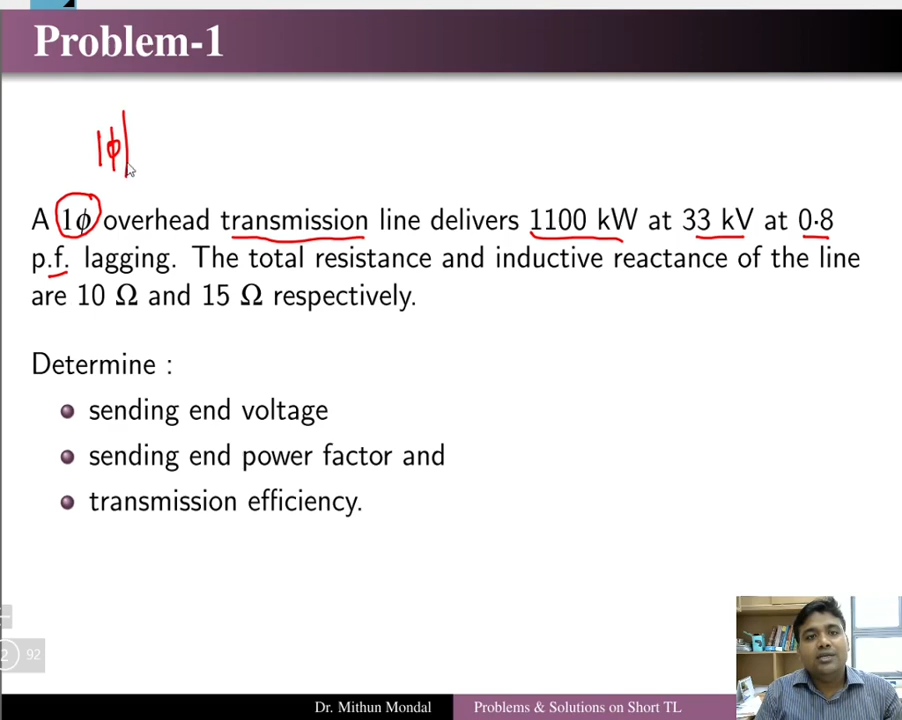 Problem-1
1ϕ
A 1ϕ overhead transmission line delivers 1100 kW at 33 kV at 0·8
p.f. lagging. The total resistance and inductive reactance of the line
are 10 Ω and 15 Ω respectively.
Determine :
sending end voltage
sending end power factor and
transmission efficiency.
2 92
Dr. Mithun Mondal Problems & Solutions on Short TL